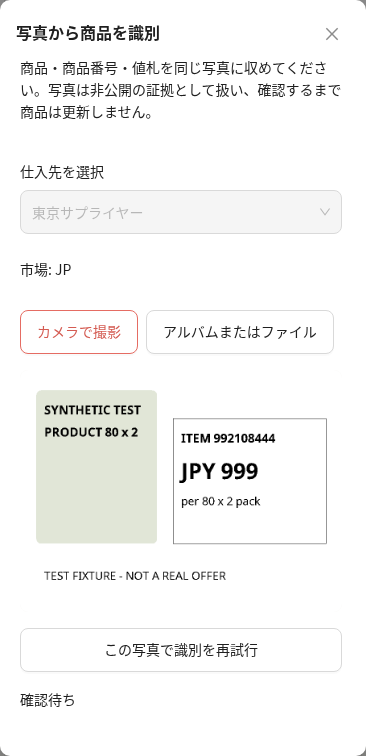 写真から商品を識別
商品・商品番号・値札を同じ写真に収めてくださ
い。写真は非公開の証拠として扱い、確認するまで
商品は更新しません。
仕入先を選択
東京サプライヤー
市場: JP
カメラで撮影
アルバムまたはファイル
SYNTHETIC TEST
PRODUCT 80 x 2
ITEM 992108444
JPY 999
per 80 x 2 pack
TEST FIXTURE - NOT A REAL OFFER
この写真で識別を再試行
確認待ち